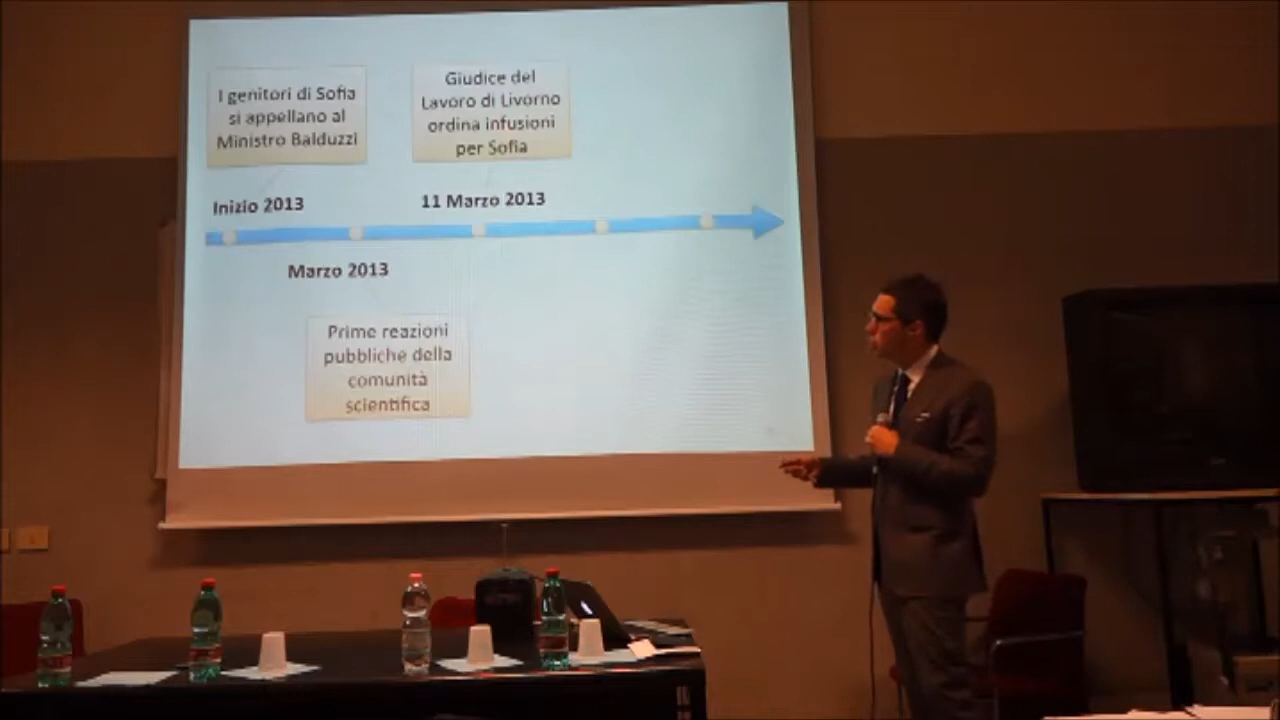 I genitori di Sofia
si appellano al
Ministro Balduzzi
Giudice del
Lavoro di Livorno
ordina infusioni
per Sofia
Inizio 2013
11 Marzo 2013
Marzo 2013
Prime reazioni
pubbliche della
comunità
scientifica